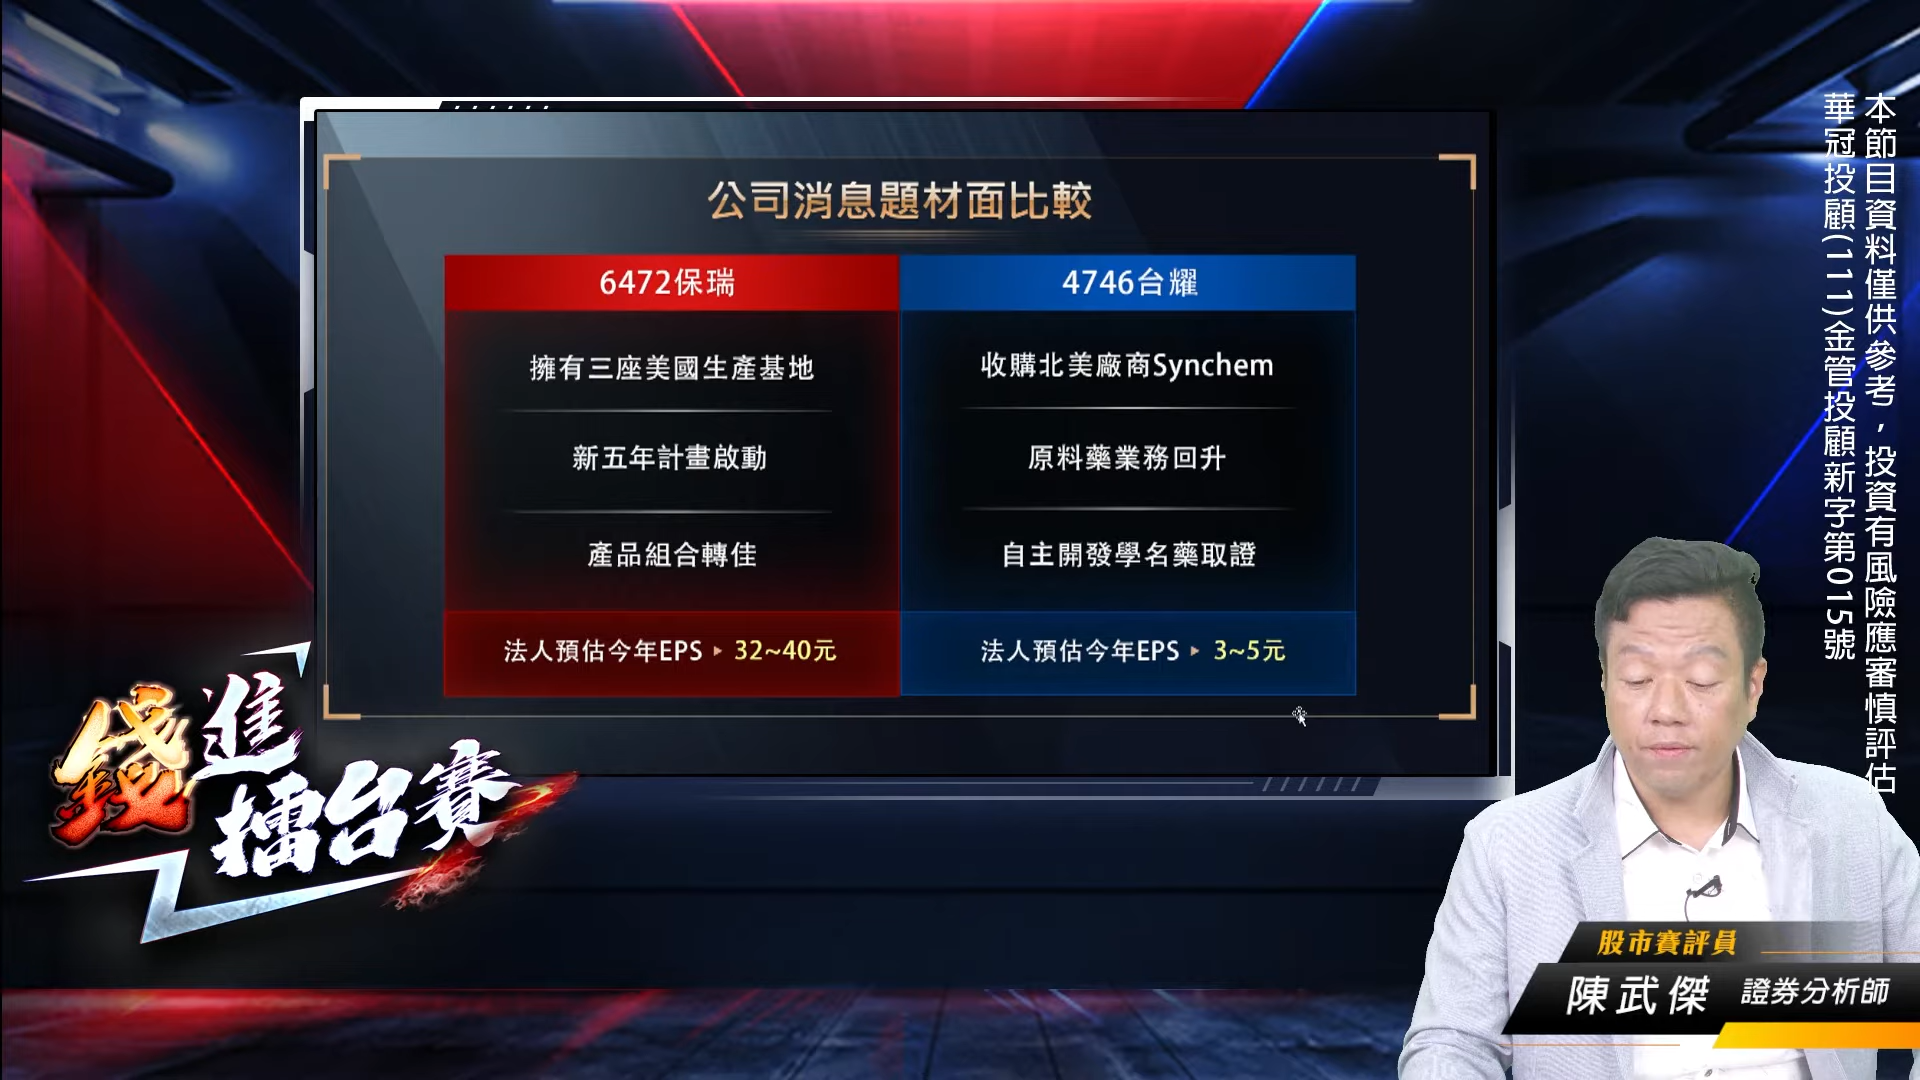 公司消息題材面比較
6472保瑞
4746台耀
擁有三座美國生產基地
收購北美廠商Synchem
新五年計畫啟動
原料藥業務回升
產品組合轉佳
自主開發學名藥取證
法人預估今年EPS ▸ 32~40元
法人預估今年EPS ▸ 3~5元
本節目資料僅供參考，投資有風險應審慎評估
華冠投顧(111)金管投顧新字第015號
錢進
擂台賽
股市賽評員
陳武傑 證券分析師